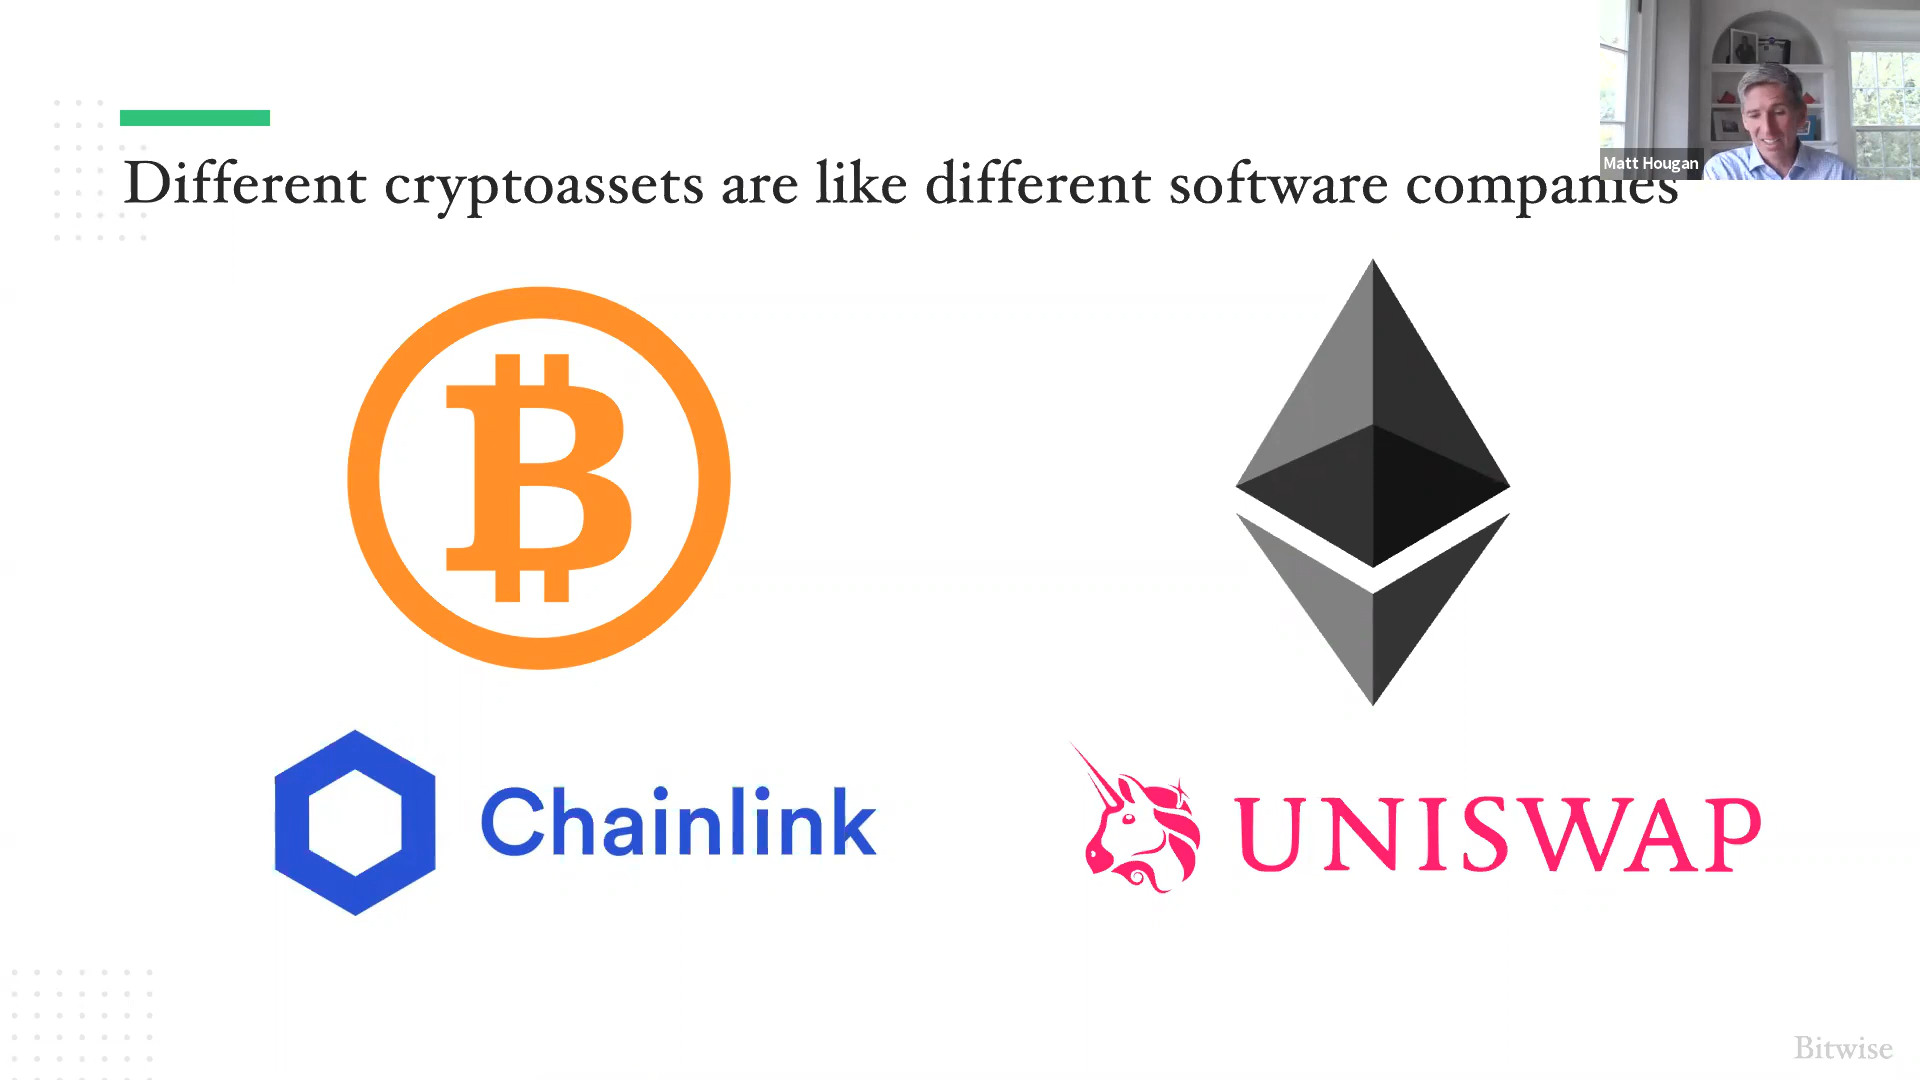 Matt Hougan
Different cryptoassets are like different software companies
Chainlink
UNISWAP
Bitwise